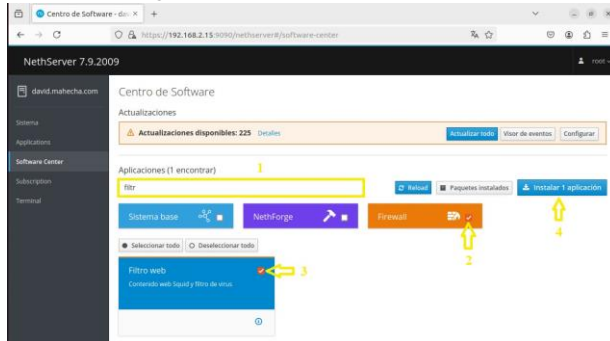 Centro de Software - dav
https://192.168.2.15:9090/nethserver#/software-center
NethServer 7.9.2009
root
david.mahecha.com
Sistema
Applications
Software Center
Subscription
Terminal
Centro de Software
Actualizaciones
Actualizaciones disponibles: 225 Detalles
Actualizar todo Visor de eventos Configurar
Aplicaciones (1 encontrar) 1
filtr
Reload Paquetes instalados Instalar 1 aplicación
Sistema base NethForge Firewall
4
2
Seleccionar todo Deseleccionar todo
Filtro web 3
Contenido web Squid y filtro de virus